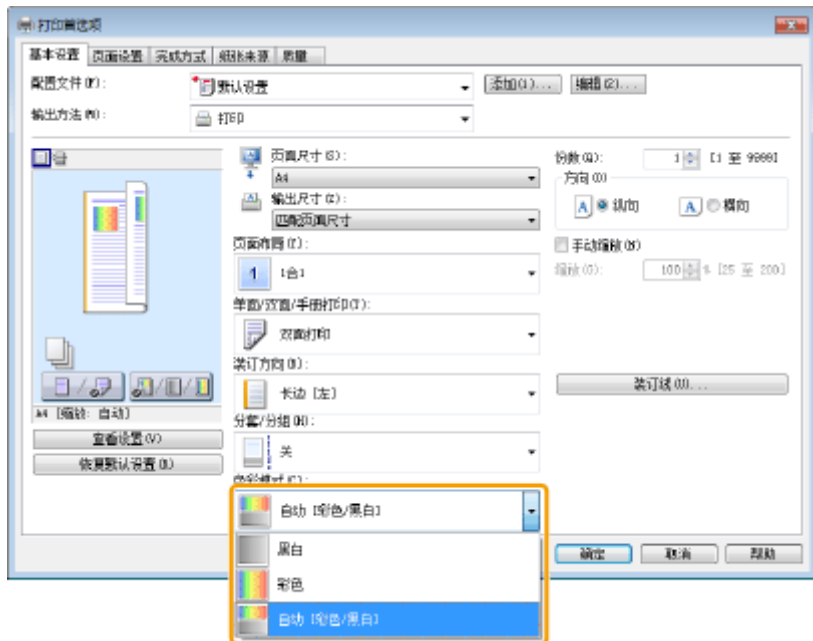 打印首选项
基本设置 页面设置 完成方式 纸张来源 质量
配置文件(F): 默认设置 添加(1)... 编辑(2)...
输出方法(M): 打印
页面尺寸(S):
A4
输出尺寸(Z):
匹配页面尺寸
份数(Q): 1 [1 至 9999]
方向(O)
A 纵向 A 横向
页面布局(Y):
1 1合1
手动缩放(N)
缩放(G): 100 % [25 至 200]
单面/双面/手册打印(T):
双面打印
装订方向(B):
长边 [左]
装订线(U)...
A4 [缩放: 自动]
分套/分组(H):
关
查看设置(V)
恢复默认设置(R)
色彩模式(C):
自动 [彩色/黑白]
黑白
彩色
自动 [彩色/黑白]
确定 取消 帮助